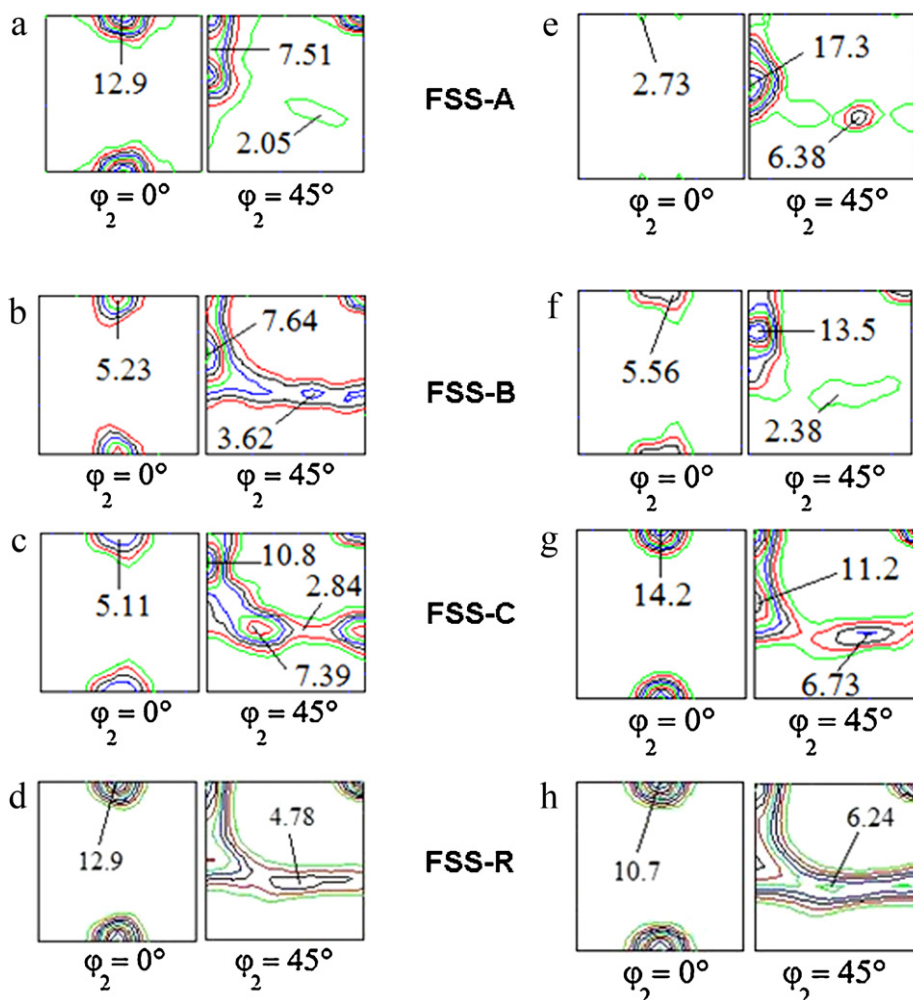 a
12.9
7.51
2.05
φ2 = 0°
φ2 = 45°
FSS-A
e
2.73
17.3
6.38
φ2 = 0°
φ2 = 45°
b
5.23
7.64
3.62
φ2 = 0°
φ2 = 45°
FSS-B
f
5.56
13.5
2.38
φ2 = 0°
φ2 = 45°
c
5.11
10.8
2.84
7.39
φ2 = 0°
φ2 = 45°
FSS-C
g
14.2
11.2
6.73
φ2 = 0°
φ2 = 45°
d
12.9
4.78
φ2 = 0°
φ2 = 45°
FSS-R
h
10.7
6.24
φ2 = 0°
φ2 = 45°